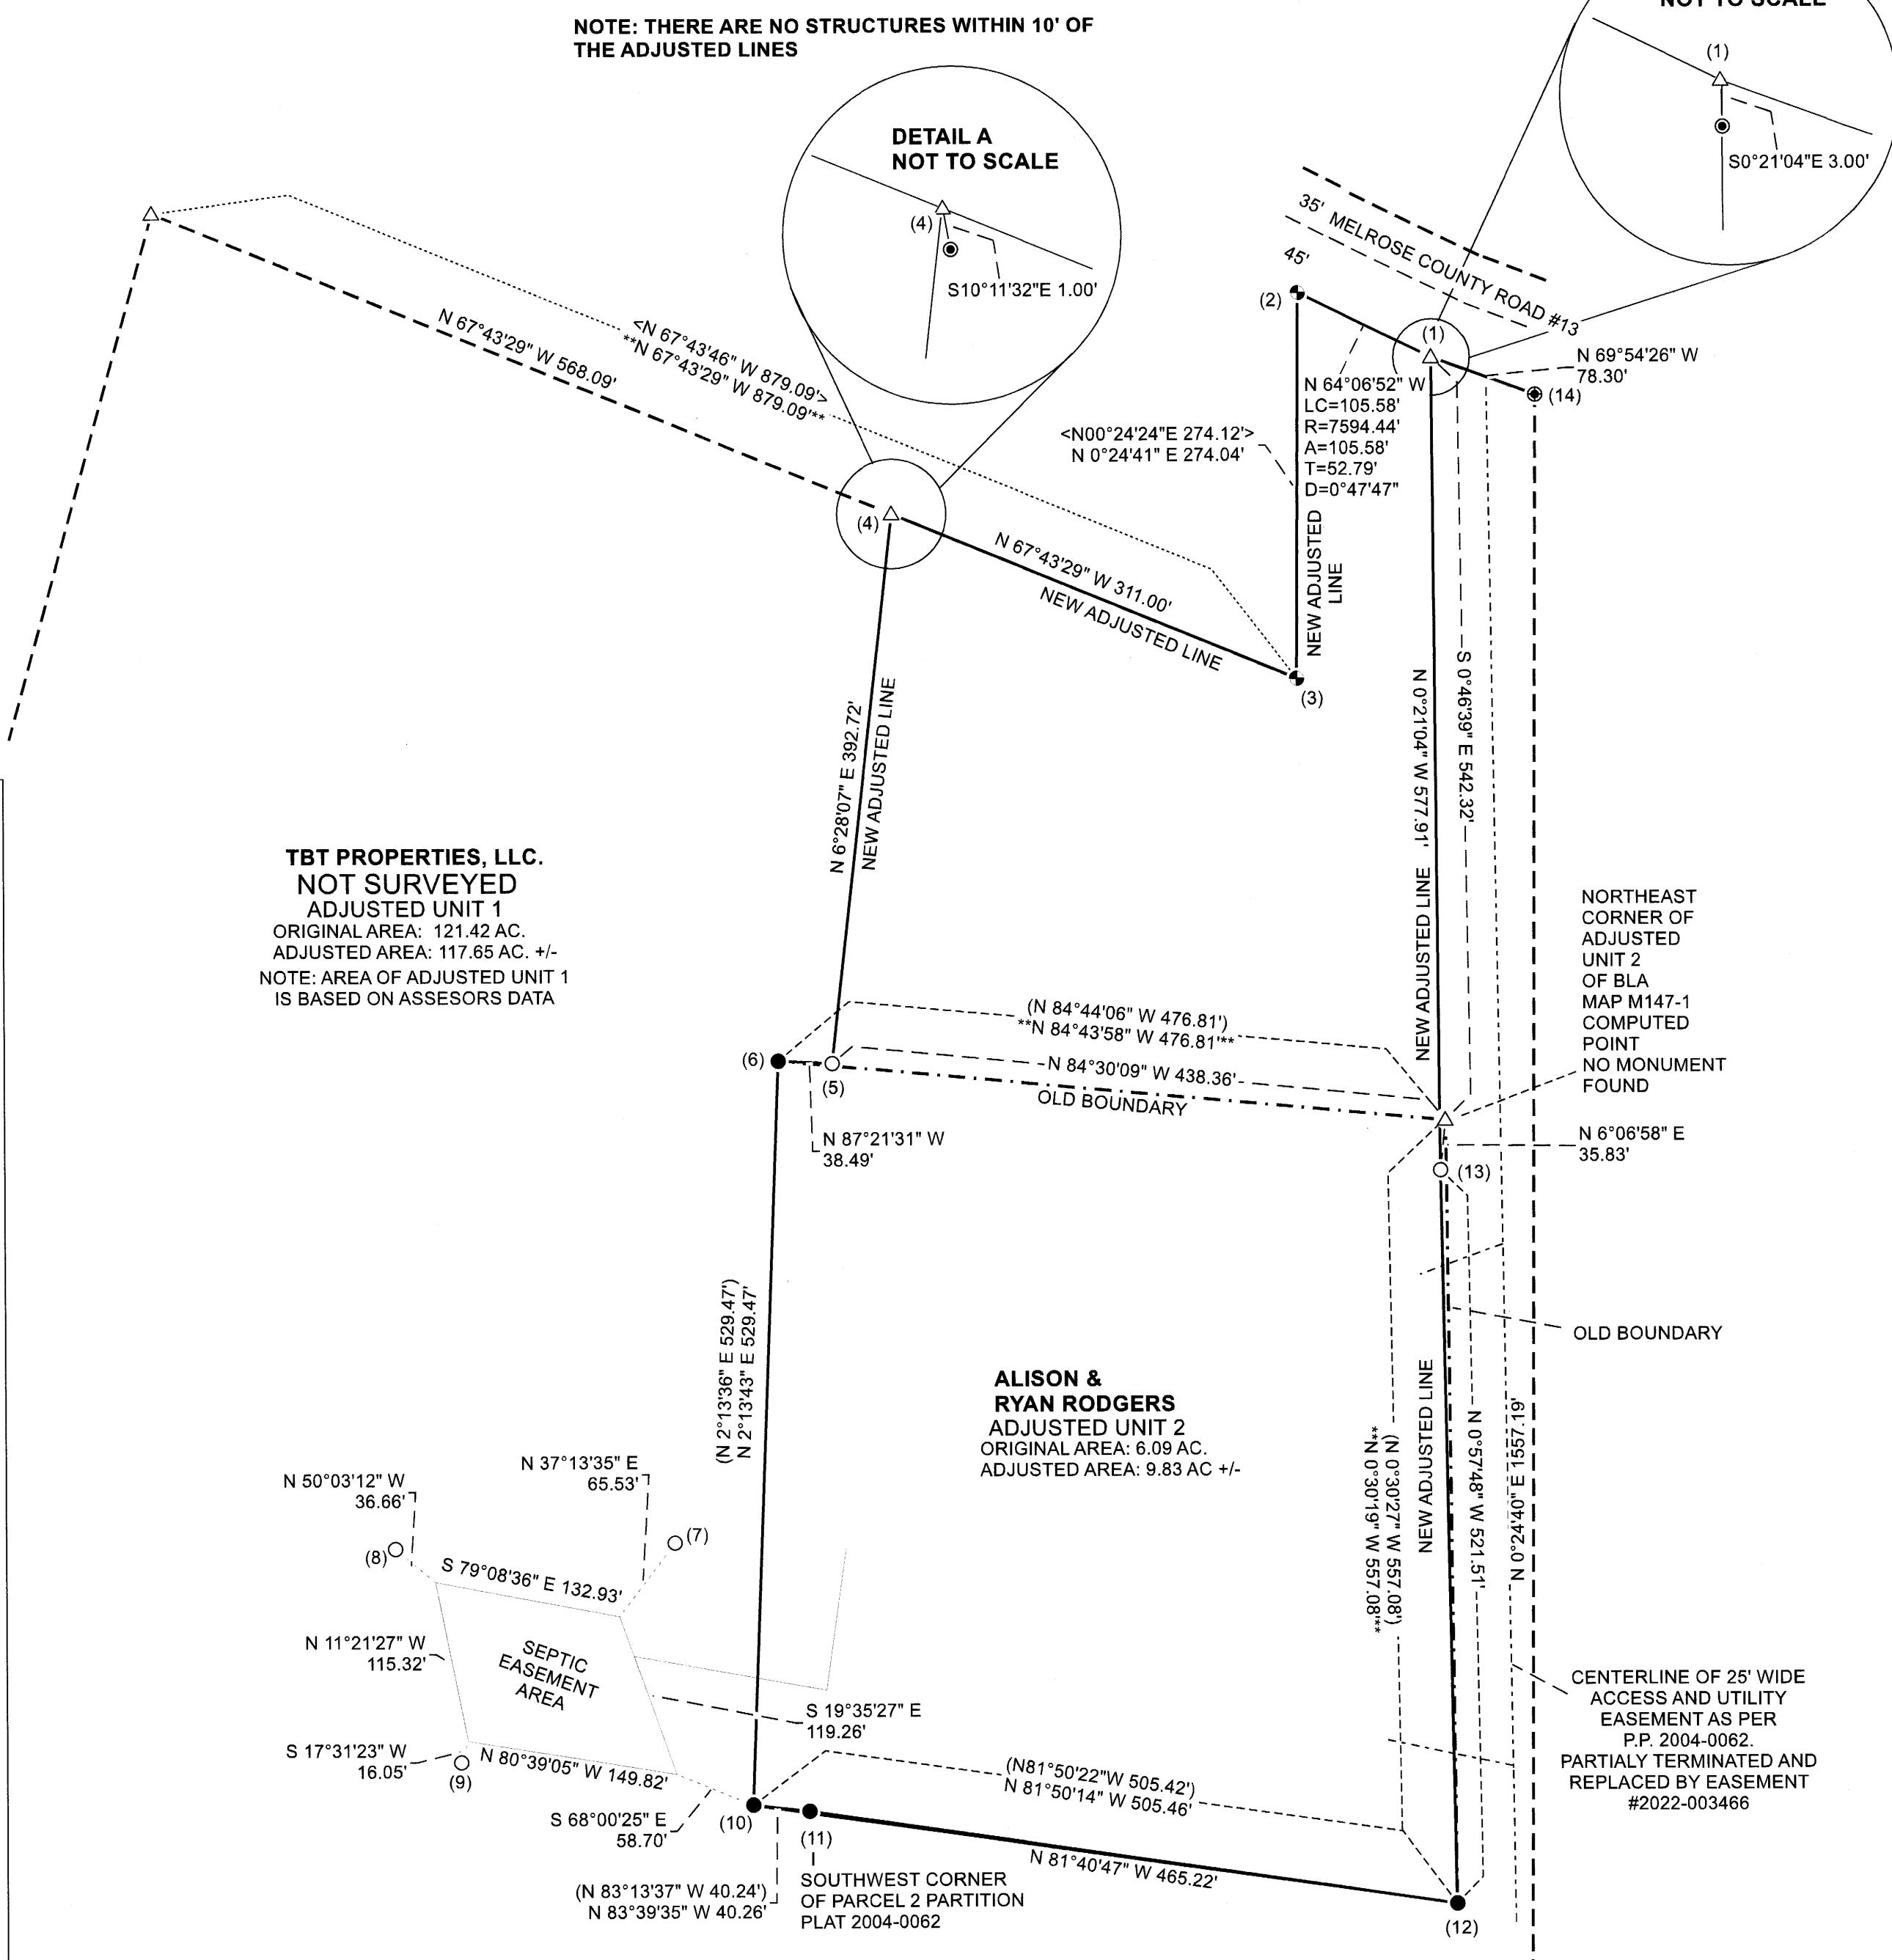 NOTE: THERE ARE NO STRUCTURES WITHIN 10' OF
THE ADJUSTED LINES
NOT TO SCALE
(1)
S0°21'04"E 3.00'
DETAIL A
NOT TO SCALE
(4)
S10°11'32"E 1.00'
35' MELROSE COUNTY ROAD #13
45'
(2)
(1)
N 69°54'26" W
78.30'
(14)
N 67°43'29" W 568.09'
<N 67°43'46" W 879.09'>
**N 67°43'29" W 879.09'**
N 64°06'52" W
LC=105.58'
R=7594.44'
A=105.58'
T=52.79'
D=0°47'47"
<N00°24'24"E 274.12'>
N 0°24'41" E 274.04'
NEW ADJUSTED
LINE
(4)
N 67°43'29" W 311.00'
NEW ADJUSTED LINE
(3)
N 6°28'07" E 392.72'
NEW ADJUSTED LINE
N 0°21'04" W 577.91'
NEW ADJUSTED LINE
S 0°46'39" E 542.32'
TBT PROPERTIES, LLC.
NOT SURVEYED
ADJUSTED UNIT 1
ORIGINAL AREA: 121.42 AC.
ADJUSTED AREA: 117.65 AC. +/-
NOTE: AREA OF ADJUSTED UNIT 1
IS BASED ON ASSESORS DATA
NORTHEAST
CORNER OF
ADJUSTED
UNIT 2
OF BLA
MAP M147-1
COMPUTED
POINT
NO MONUMENT
FOUND
(N 84°44'06" W 476.81')
**N 84°43'58" W 476.81'**
N 84°30'09" W 438.36'
OLD BOUNDARY
(6)
(5)
N 87°21'31" W
38.49'
N 6°06'58" E
35.83'
(13)
OLD BOUNDARY
(N 2°13'36" E 529.47')
N 2°13'43" E 529.47'
ALISON &
RYAN RODGERS
ADJUSTED UNIT 2
ORIGINAL AREA: 6.09 AC.
ADJUSTED AREA: 9.83 AC +/-
**N 0°30'19" W 557.08'**
(N 0°30'27" W 557.08')
NEW ADJUSTED LINE
N 0°57'48" W 521.51'
N 0°24'40" E 1557.19'
N 50°03'12" W
36.66'
N 37°13'35" E
65.53'
(8)
(7)
S 79°08'36" E 132.93'
N 11°21'27" W
115.32'
SEPTIC
EASEMENT
AREA
S 19°35'27" E
119.26'
S 17°31'23" W
16.05'
(9)
N 80°39'05" W 149.82'
S 68°00'25" E
58.70'
(10)
(11)
(N81°50'22"W 505.42')
N 81°50'14" W 505.46'
N 81°40'47" W 465.22'
(N 83°13'37" W 40.24')
N 83°39'35" W 40.26'
SOUTHWEST CORNER
OF PARCEL 2 PARTITION
PLAT 2004-0062
(12)
CENTERLINE OF 25' WIDE
ACCESS AND UTILITY
EASEMENT AS PER
P.P. 2004-0062.
PARTIALY TERMINATED AND
REPLACED BY EASEMENT
#2022-003466